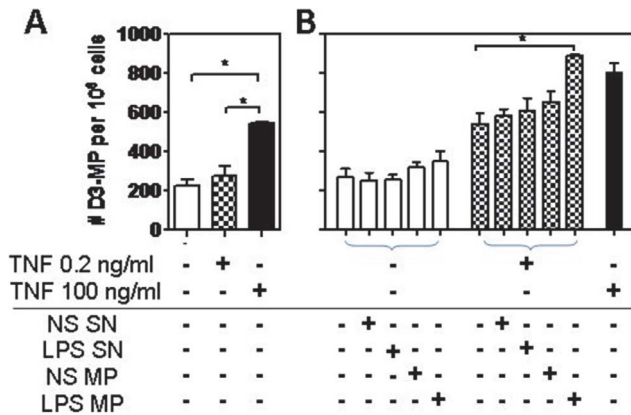 A B
# D3-MP per 10⁶ cells
1000
800
600
400
200
0
* * *
TNF 0.2 ng/ml - + - - + -
TNF 100 ng/ml - - + - - +
NS SN - - - - + - - - - + - - - -
LPS SN - - - - - + - - - - + - - -
NS MP - - - - - - + - - - - + - -
LPS MP - - - - - - - + - - - - + -